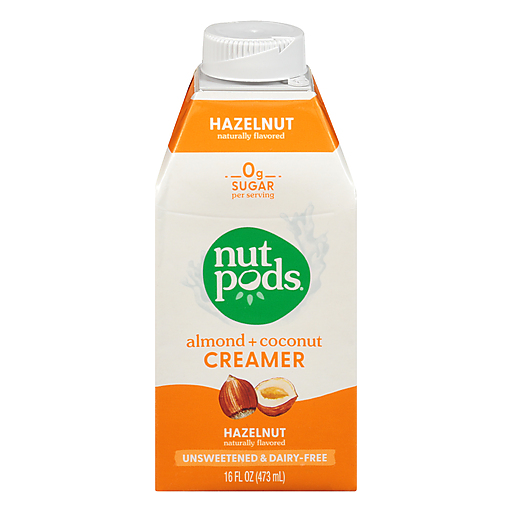 HAZELNUT
naturally flavored
0g
SUGAR
per serving
nut
pods.
almond + coconut
CREAMER
HAZELNUT
naturally flavored
UNSWEETENED & DAIRY-FREE
16 FL OZ (473 mL)